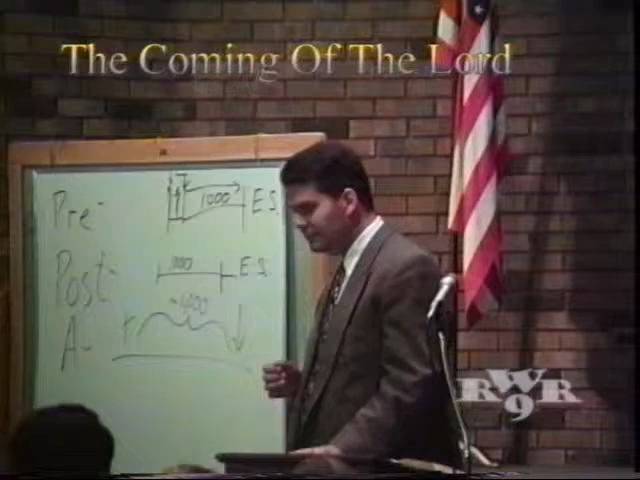 The Coming Of The Lord
Pre-
1000
E.S.
Post-
1000
E.S.
A-
~1000
RWR
9